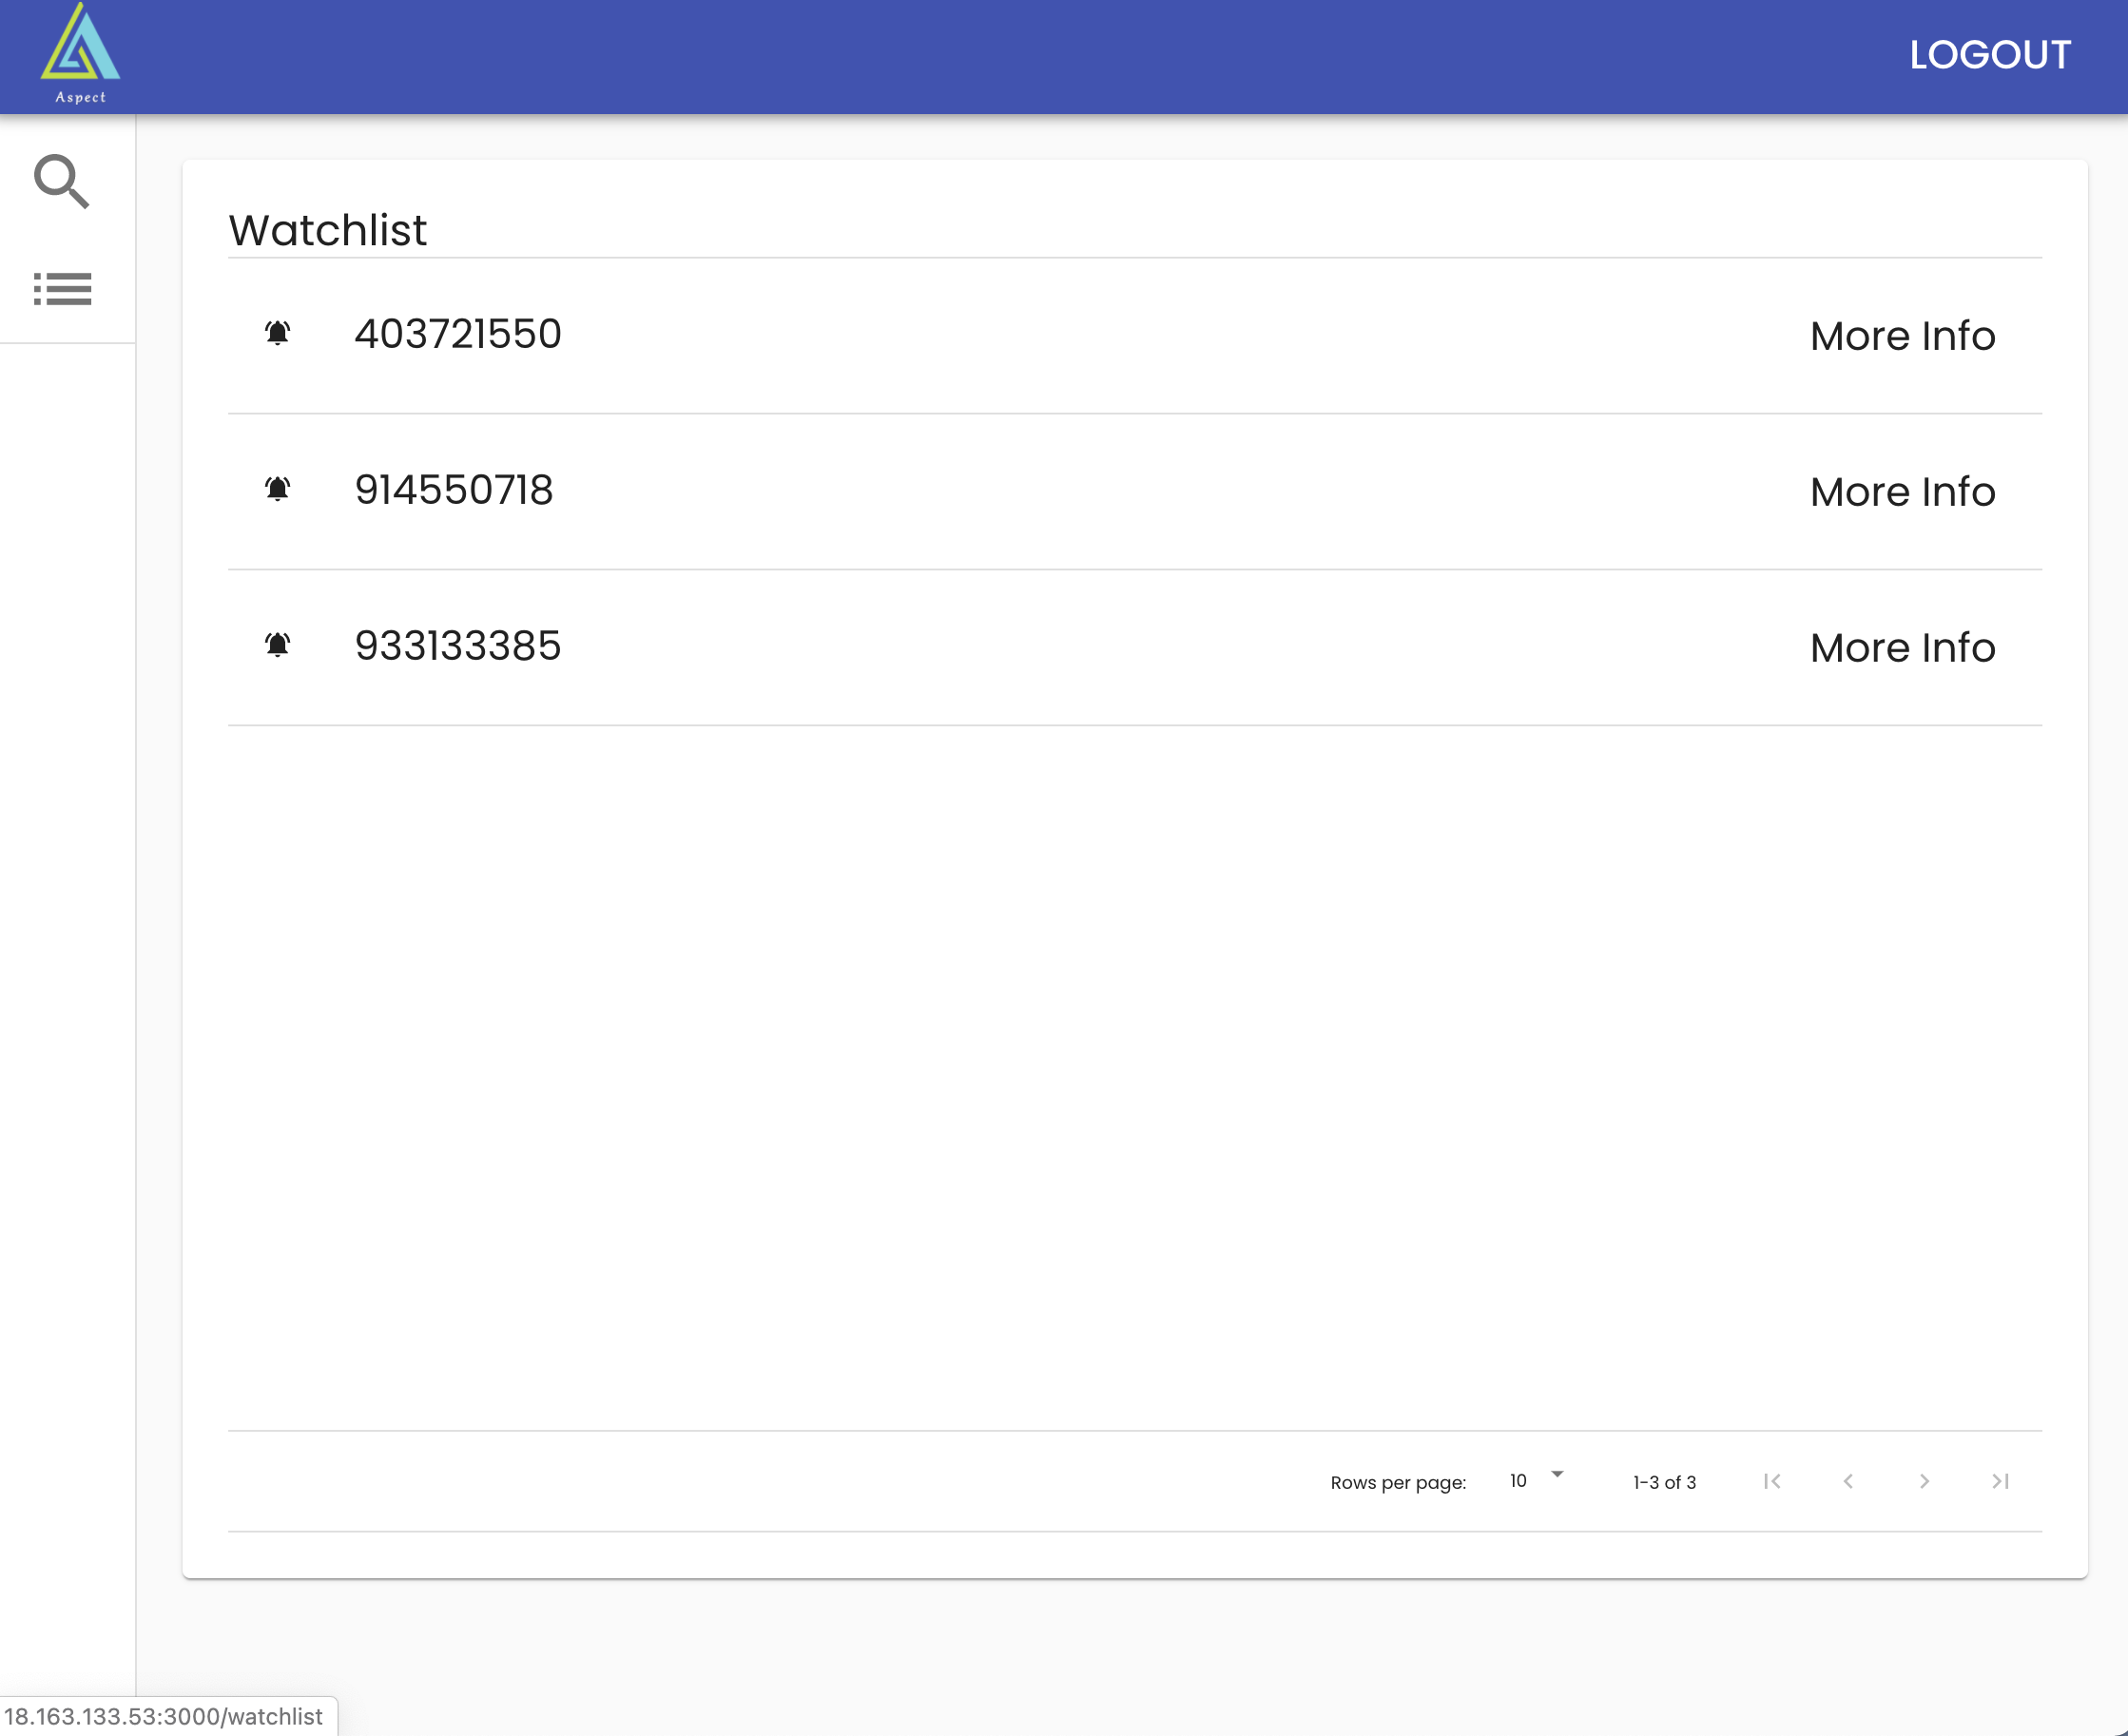 Aspect
LOGOUT
Watchlist
403721550 More Info
914550718 More Info
933133385 More Info
Rows per page: 10 1-3 of 3
18.163.133.53:3000/watchlist